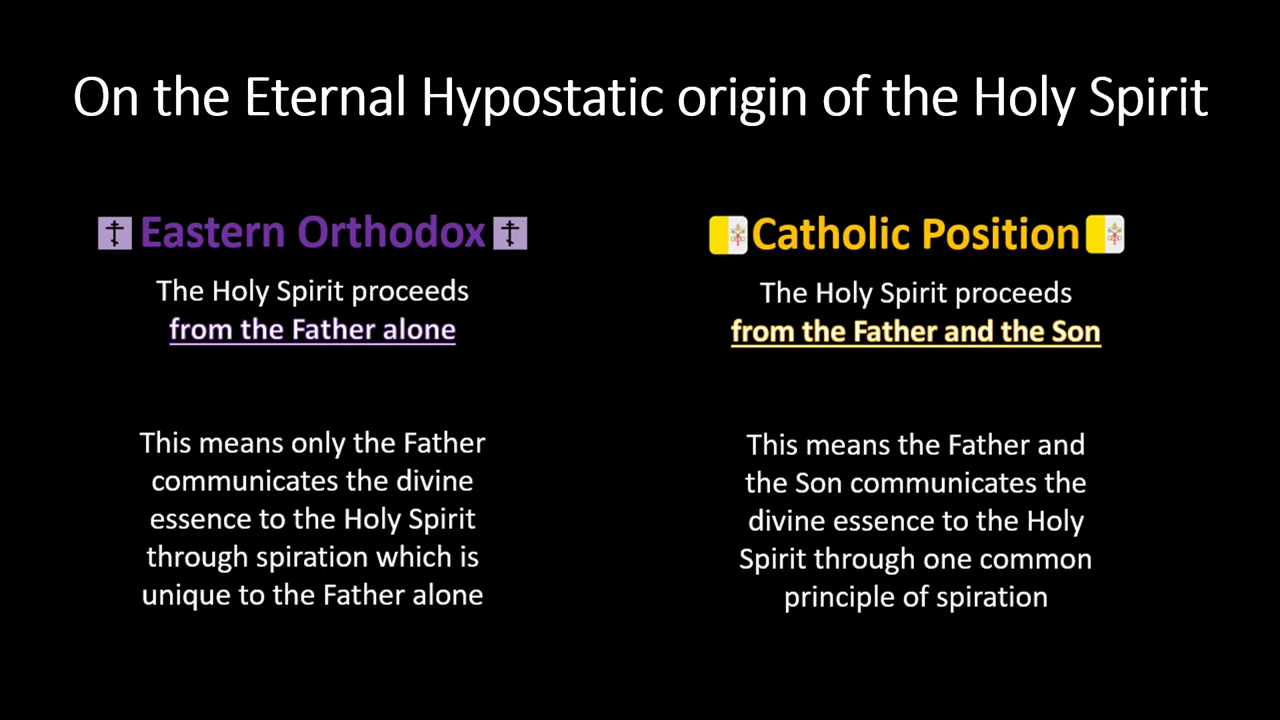 On the Eternal Hypostatic origin of the Holy Spirit
Eastern Orthodox
The Holy Spirit proceeds
from the Father alone
This means only the Father
communicates the divine
essence to the Holy Spirit
through spiration which is
unique to the Father alone
Catholic Position
The Holy Spirit proceeds
from the Father and the Son
This means the Father and
the Son communicates the
divine essence to the Holy
Spirit through one common
principle of spiration